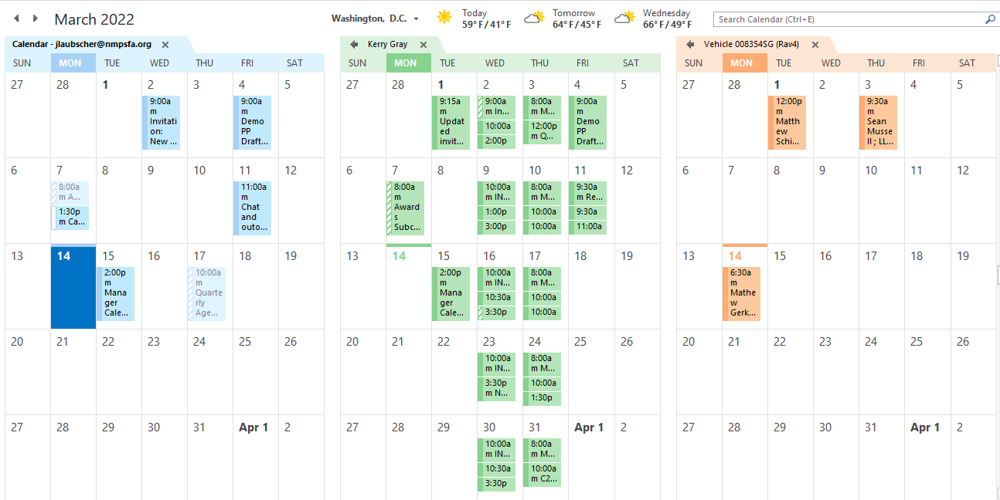 March 2022
Washington, D.C.
Today
59° F / 41° F
Tomorrow
64° F / 45° F
Wednesday
66° F / 49° F
Search Calendar (Ctrl+E)
Calendar - jlaubscher@nmpsfa.org
SUN MON TUE WED THU FRI SAT
27 28 1 2 3 4 5
9:00a
m
Invitati
on:
New ...
9:00a
m
Demo
PP
Draft...
6 7 8 9 10 11 12
8:00a
m A...
1:30p
m Ca...
11:00a
m
Chat
and
outo...
13 14 15 16 17 18 19
2:00p
m
Mana
ger
Cale...
10:00a
m
Quarte
rly
Age...
20 21 22 23 24 25 26
27 28 29 30 31 Apr 1 2
Kerry Gray
SUN MON TUE WED THU FRI SAT
27 28 1 2 3 4 5
9:15a
m
Updat
ed
invit...
9:00a
m In...
10:00a
2:00p
8:00a
m M...
12:00p
m Q...
9:00a
m
Demo
PP
Draft...
6 7 8 9 10 11 12
8:00a
m
Award
s
Subc...
10:00a
m IN...
1:00p
3:00p
8:00a
m M...
10:00a
10:00a
9:30a
m Re...
9:30a
11:00a
13 14 15 16 17 18 19
2:00p
m
Mana
ger
Cale...
10:00a
m IN...
10:30a
3:30p
8:00a
m M...
10:00a
10:00a
20 21 22 23 24 25 26
10:00a
m IN...
3:30p
m N...
8:00a
m M...
10:00a
1:30p
27 28 29 30 31 Apr 1 2
10:00a
m IN...
10:30a
3:30p
8:00a
m M...
10:00a
m C2...
Vehicle 008354SG (Rav4)
SUN MON TUE WED THU FRI SAT
27 28 1 2 3 4 5
12:00p
m
Matth
ew
Schi...
9:30a
m
Sean
Musse
ll ; LL...
6 7 8 9 10 11 12
13 14 15 16 17 18 19
6:30a
m
Mathe
w
Gerk...
20 21 22 23 24 25 26
27 28 29 30 31 Apr 1 2